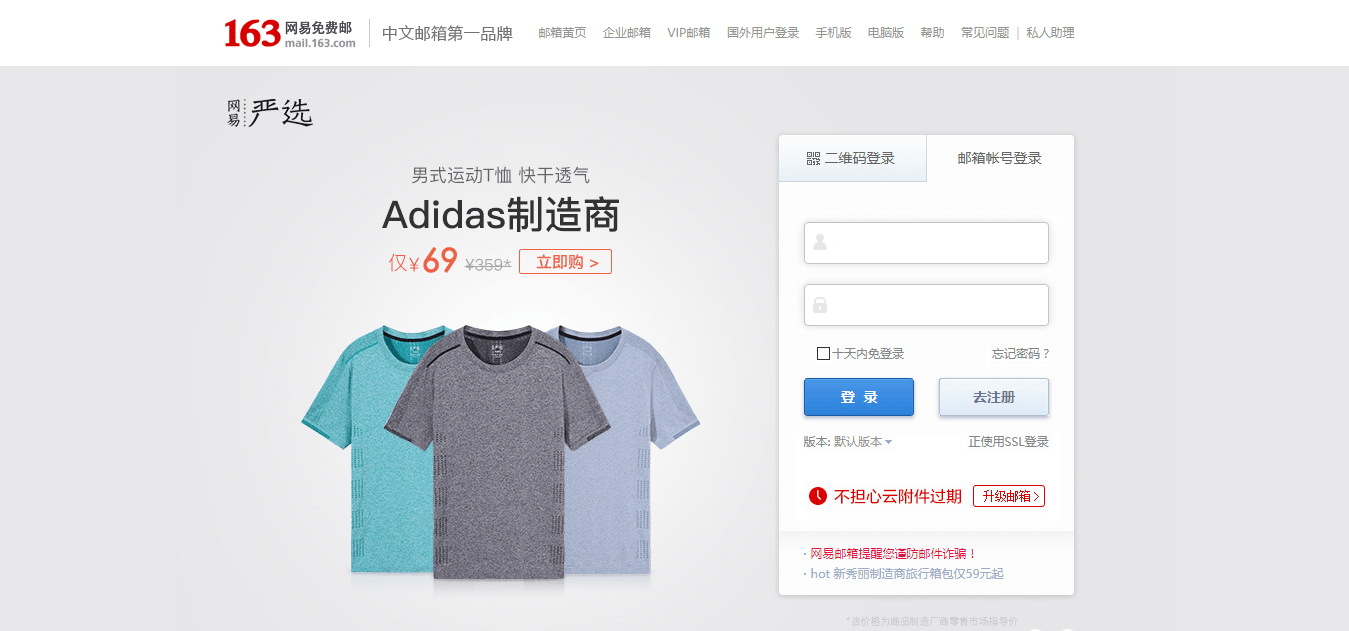 163 网易免费邮 mail.163.com 中文邮箱第一品牌 邮箱黄页 企业邮箱 VIP邮箱 国外用户登录 手机版 电脑版 帮助 常见问题 | 私人助理
网易严选
男式运动T恤 快干透气
Adidas制造商
仅¥69 ¥359* 立即购 >
二维码登录 邮箱帐号登录
十天内免登录 忘记密码?
登 录 去注册
版本: 默认版本 正使用SSL登录
不担心云附件过期 升级邮箱>
· 网易邮箱提醒您谨防邮件诈骗!
· hot 新秀丽制造商旅行箱包仅59元起
*该价格为商品制造厂商零售市场指导价